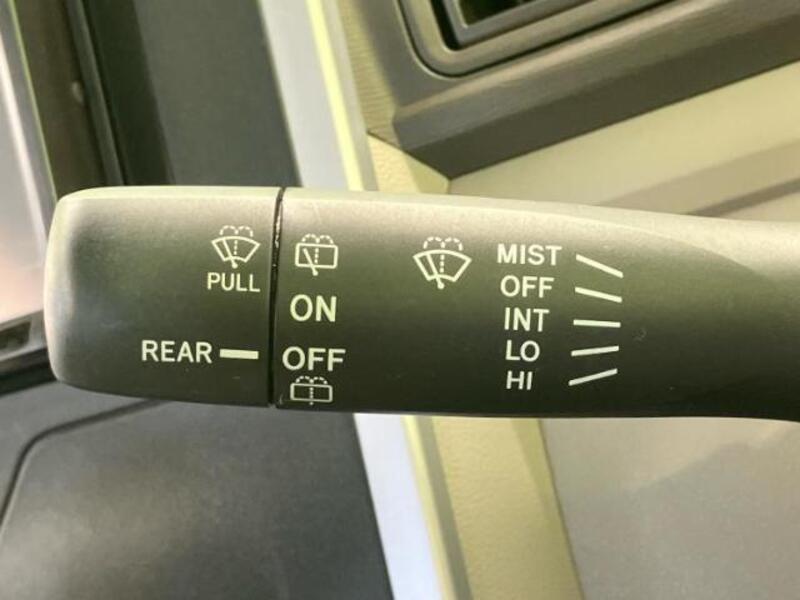 PULL
REAR
ON
OFF
MIST
OFF
INT
LO
HI